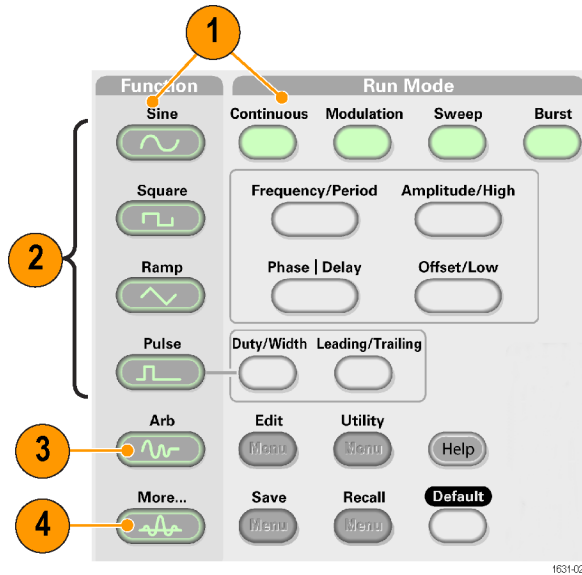 1
Function Run Mode
Sine Continuous Modulation Sweep Burst
2
Square Frequency/Period Amplitude/High
Ramp Phase | Delay Offset/Low
Pulse Duty/Width Leading/Trailing
Arb Edit Utility
3
Menu Menu Help
More... Save Recall Default
4
Menu Menu
1631-02